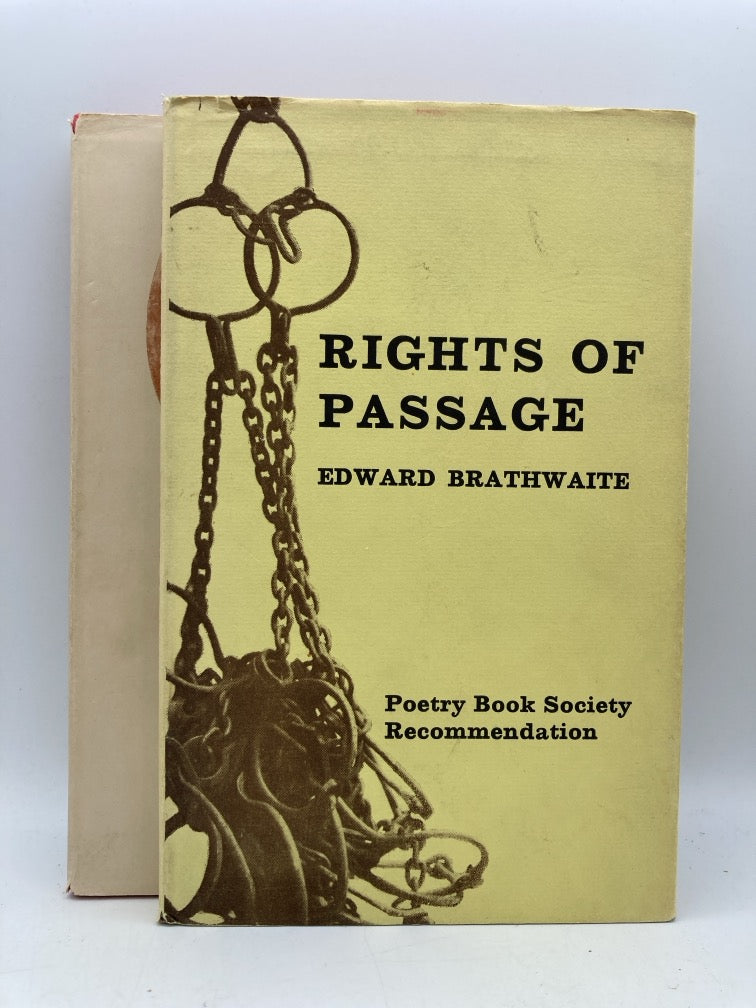 RIGHTS OF
PASSAGE
EDWARD BRATHWAITE
Poetry Book Society
Recommendation